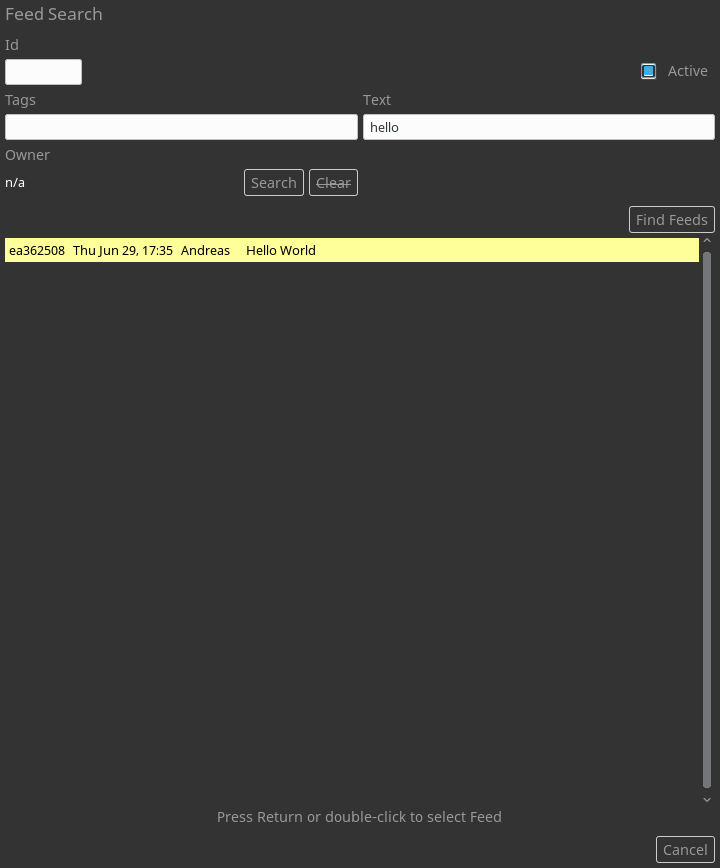 Feed Search
Id
Active
Tags Text
hello
Owner
n/a Search Clear
Find Feeds
ea362508 Thu Jun 29, 17:35 Andreas Hello World
Press Return or double-click to select Feed
Cancel